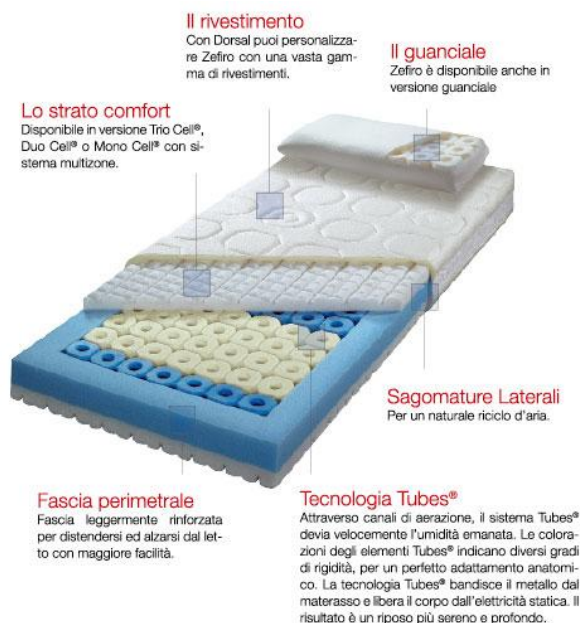 Il rivestimento
Con Dorsal puoi personalizza-
re Zefiro con una vasta gam-
ma di rivestimenti.
Il guanciale
Zefiro è disponibile anche in
versione guanciale
Lo strato comfort
Disponibile in versione Trio Cell®,
Duo Cell® o Mono Cell® con si-
stema multizone.
Sagomature Laterali
Per un naturale riciclo d'aria.
Fascia perimetrale
Fascia leggermente rinforzata
per distendersi ed alzarsi dal let-
to con maggiore facilità.
Tecnologia Tubes®
Attraverso canali di aerazione, il sistema Tubes®
devia velocemente l'umidità emanata. Le colora-
zioni degli elementi Tubes® indicano diversi gradi
di rigidità, per un perfetto adattamento anatomi-
co. La tecnologia Tubes® bandisce il metallo dal
materasso e libera il corpo dall'elettricità statica. Il
risultato è un riposo più sereno e profondo.